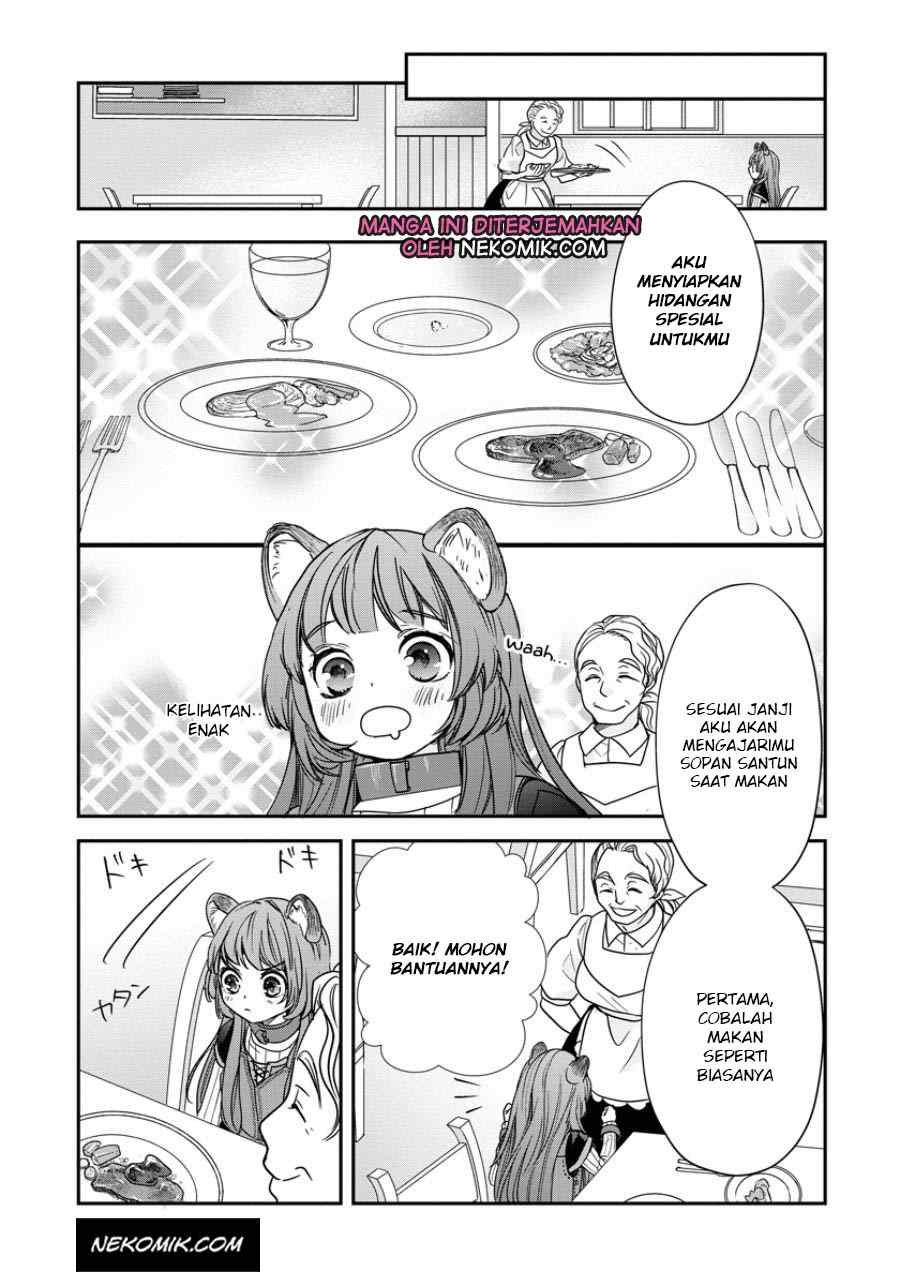 MANGA INI DITERJEMAHKAN
OLEH NEKOMIK.COM
AKU
MENYIAPKAN
HIDANGAN
SPESIAL
UNTUKMU
waah...
KELIHATAN..
ENAK
SESUAI JANJI
AKU AKAN
MENGAJARIMU
SOPAN SANTUN
SAAT MAKAN
BAIK! MOHON
BANTUANNYA!
PERTAMA,
COBALAH
MAKAN
SEPERTI
BIASANYA
ドキ
ドキ
カタン
NEKOMIK.COM